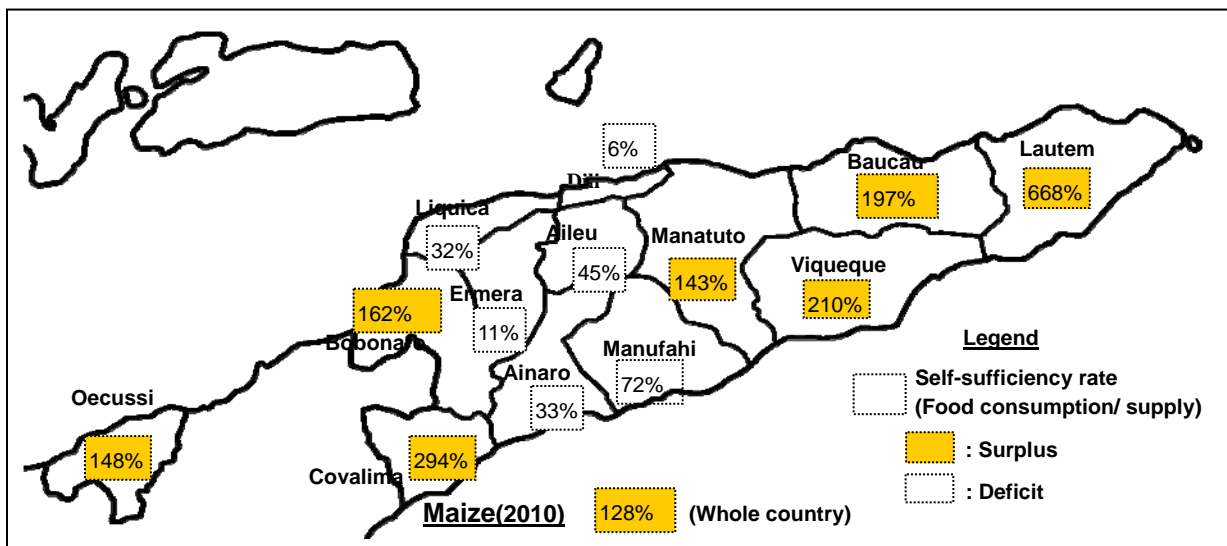 6%
Dili
Baucau
197%
Lautem
668%
Liquica
32%
Aileu
45%
Manatuto
143%
Viqueque
210%
Ermera
11%
162%
Bobonaro
Manufahi
72%
Ainaro
33%
Oecussi
148%
Covalima
294%
Legend
Self-sufficiency rate
(Food consumption/ supply)
: Surplus
: Deficit
Maize(2010) 128% (Whole country)